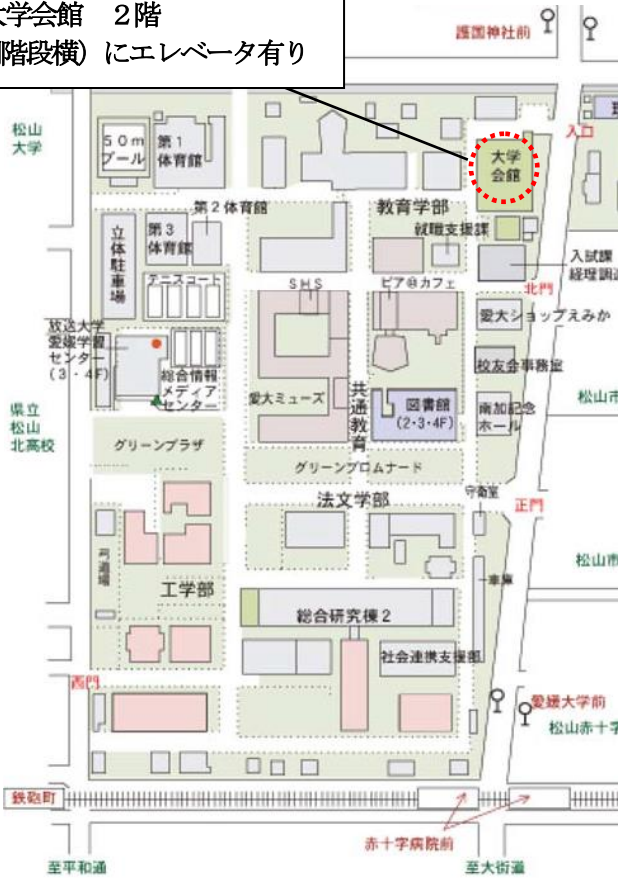 大学会館　２階
階段横）にエレベータ有り
護国神社前
松山
大学
５０ｍ
プール
第１
体育館
入口
大学
会館
第２体育館
教育学部
就職支援課
立体駐車場
第３
体育館
入試課
経理調達
テニスコート
ＳＨＳ
ピア＠カフェ
北門
愛大ショップえみか
放送大学
愛媛学習
センター
（３・４Ｆ）
総合情報
メディア
センター
校友会事務室
愛大ミューズ
共通教育
図書館
（2・3・4F）
南加記念
ホール
松山市
県立
松山
北高校
グリーンプラザ
グリーンプロムナード
法文学部
守衛室
正門
弓道場
松山市
工学部
車庫
総合研究棟２
社会連携支援部
西門
愛媛大学前
松山赤十字
鉄砲町
赤十字病院前
至平和通
至大街道